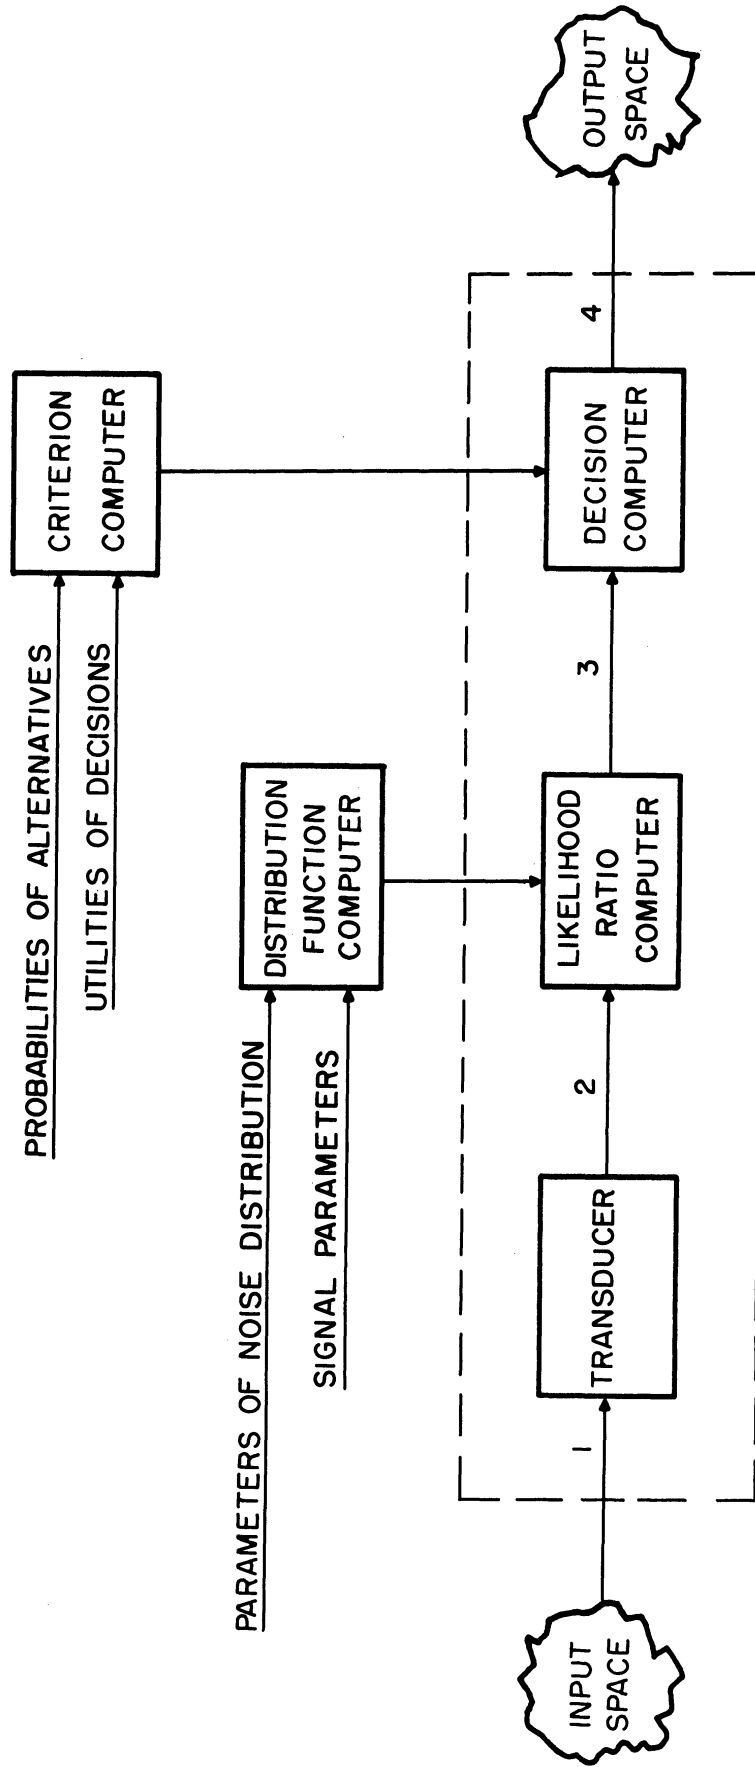 PROBABILITIES OF ALTERNATIVES
UTILITIES OF DECISIONS
CRITERION
COMPUTER
PARAMETERS OF NOISE DISTRIBUTION
SIGNAL PARAMETERS
DISTRIBUTION
FUNCTION
COMPUTER
INPUT
SPACE
1
TRANSDUCER
2
LIKELIHOOD
RATIO
COMPUTER
3
DECISION
COMPUTER
4
OUTPUT
SPACE